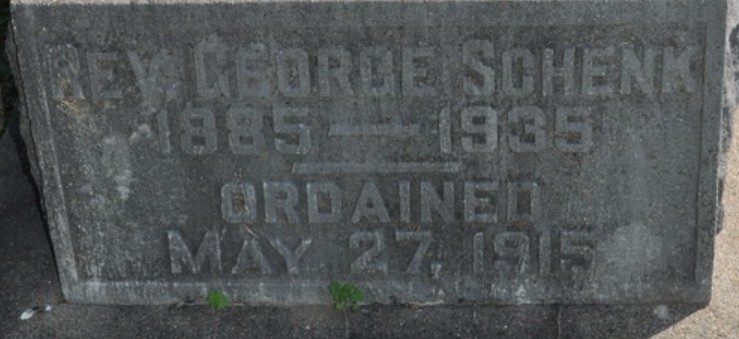 REV. GEORGE SCHENK
1885 — 1935
ORDAINED
MAY 27, 1915